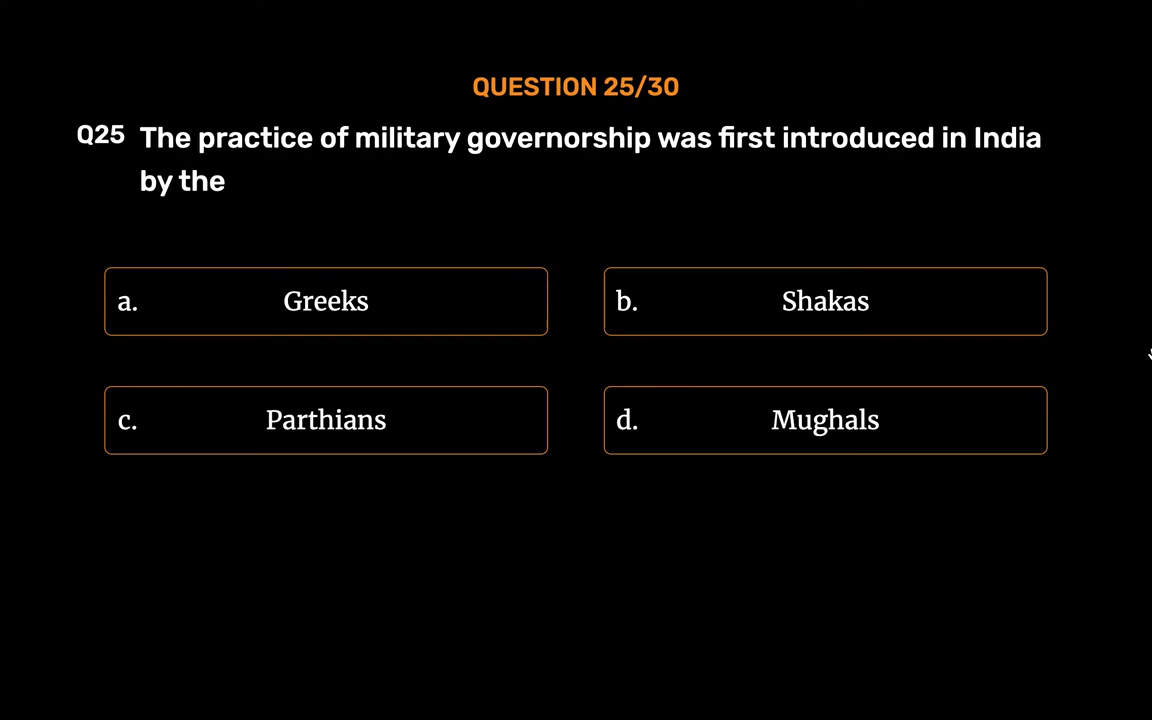 QUESTION 25/30
Q25 The practice of military governorship was first introduced in India
by the
a. Greeks
b. Shakas
c. Parthians
d. Mughals